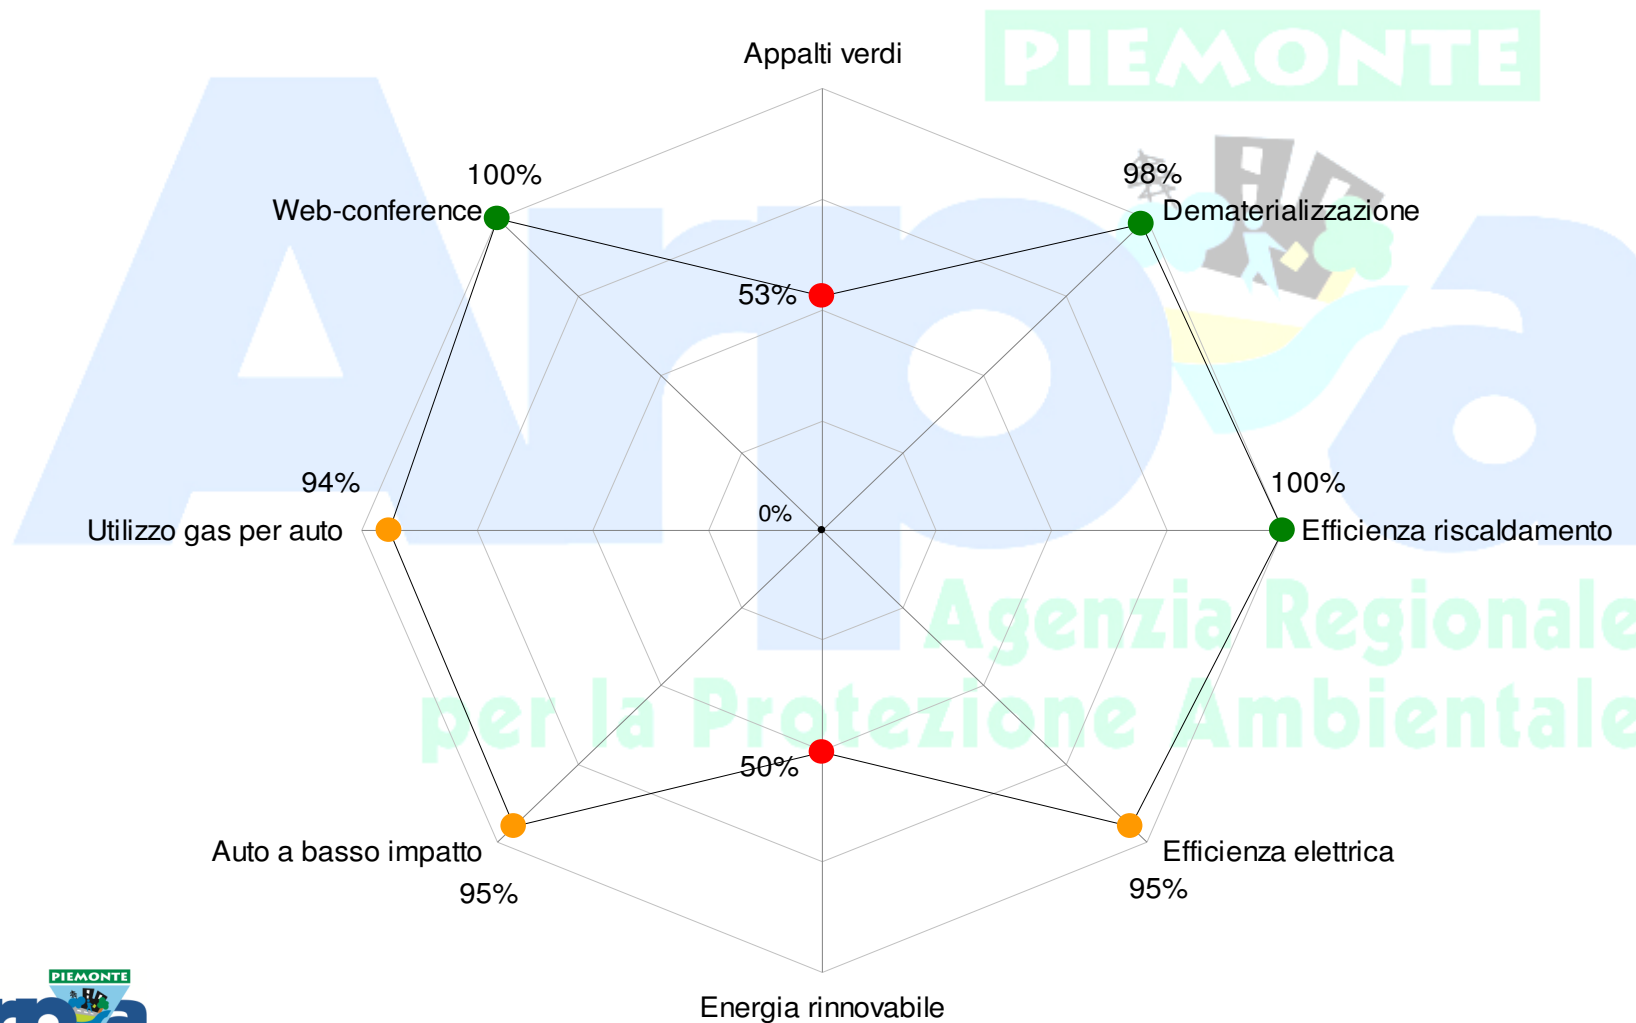 PIEMONTE
Appalti verdi
100%
98%
Web-conference
Dematerializzazione
53%
94%
100%
0%
Utilizzo gas per auto
Efficienza riscaldamento
Arpa
Agenzia Regionale
per la Protezione Ambientale
50%
Auto a basso impatto
95%
Efficienza elettrica
95%
Energia rinnovabile
PIEMONTE